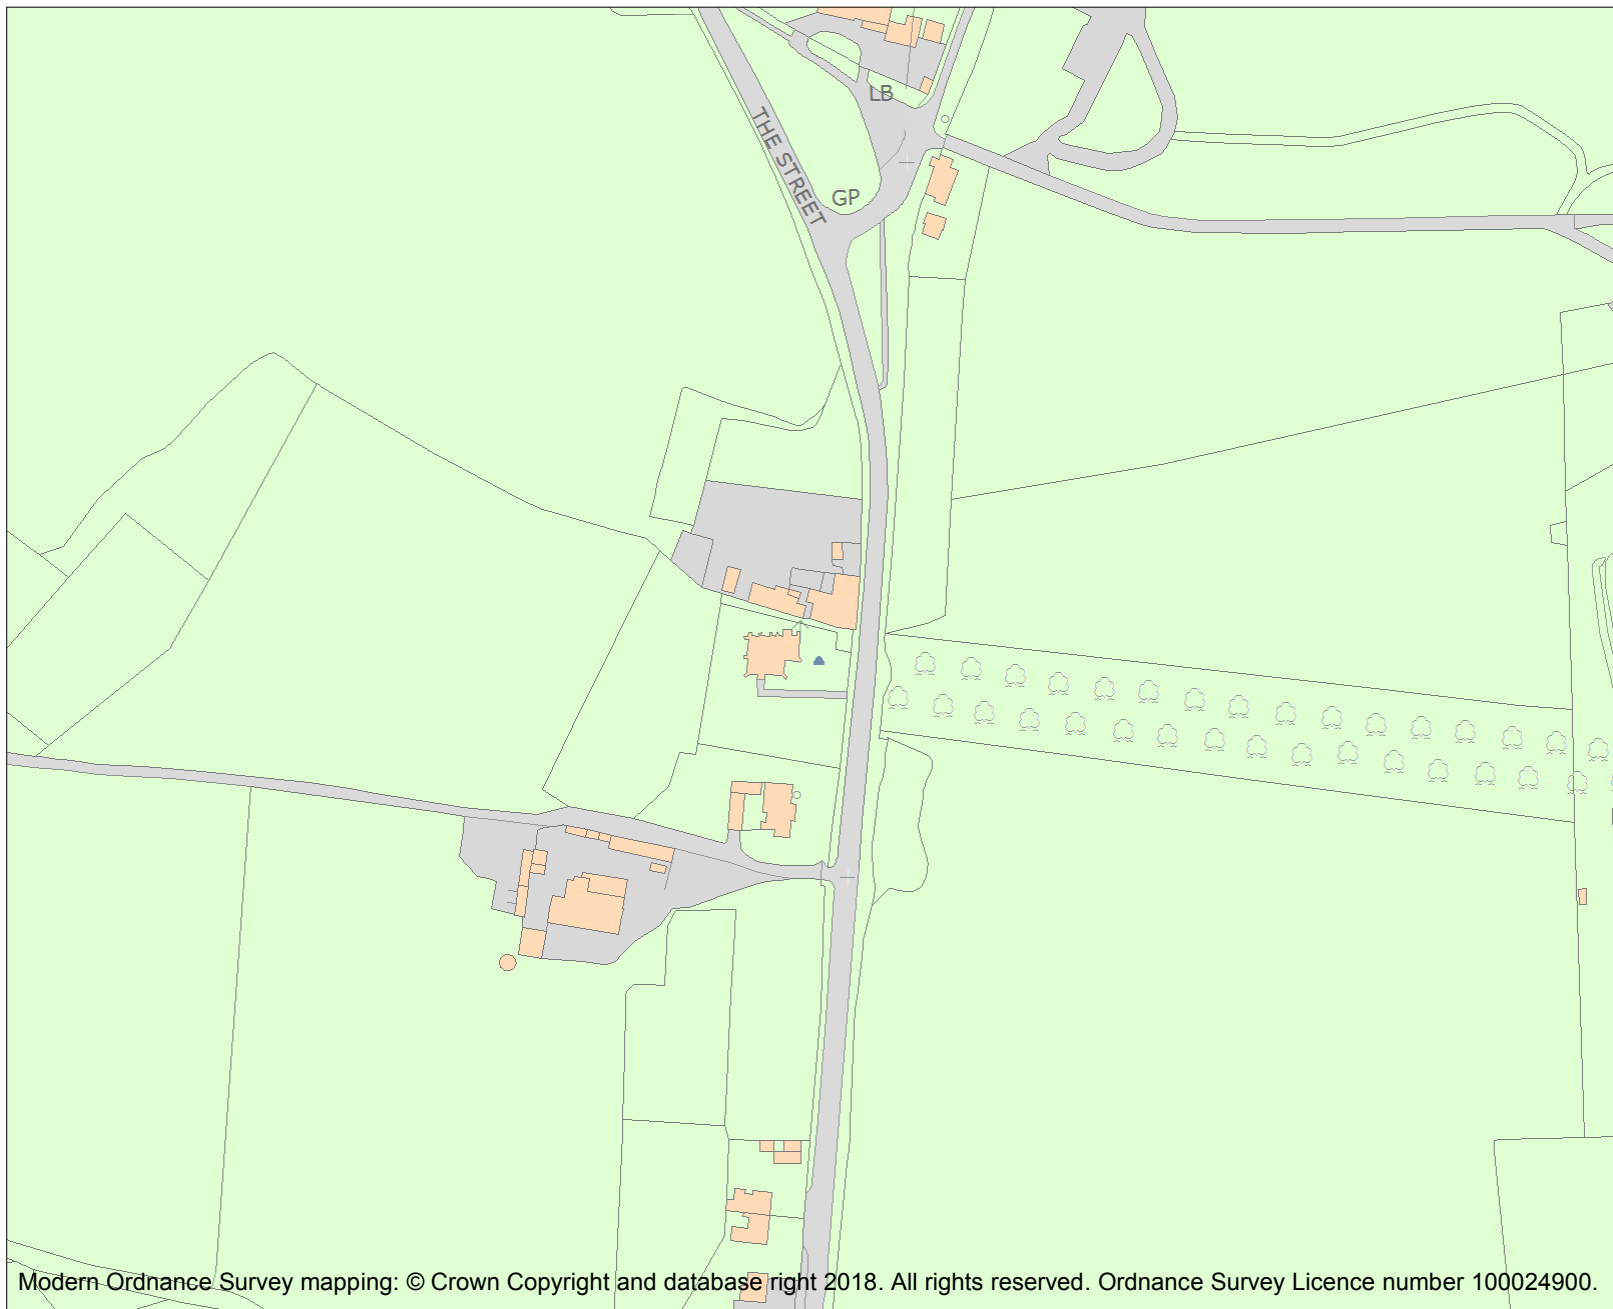 LB
THE STREET
GP
Modern Ordnance Survey mapping: © Crown Copyright and database right 2018. All rights reserved. Ordnance Survey Licence number 100024900.